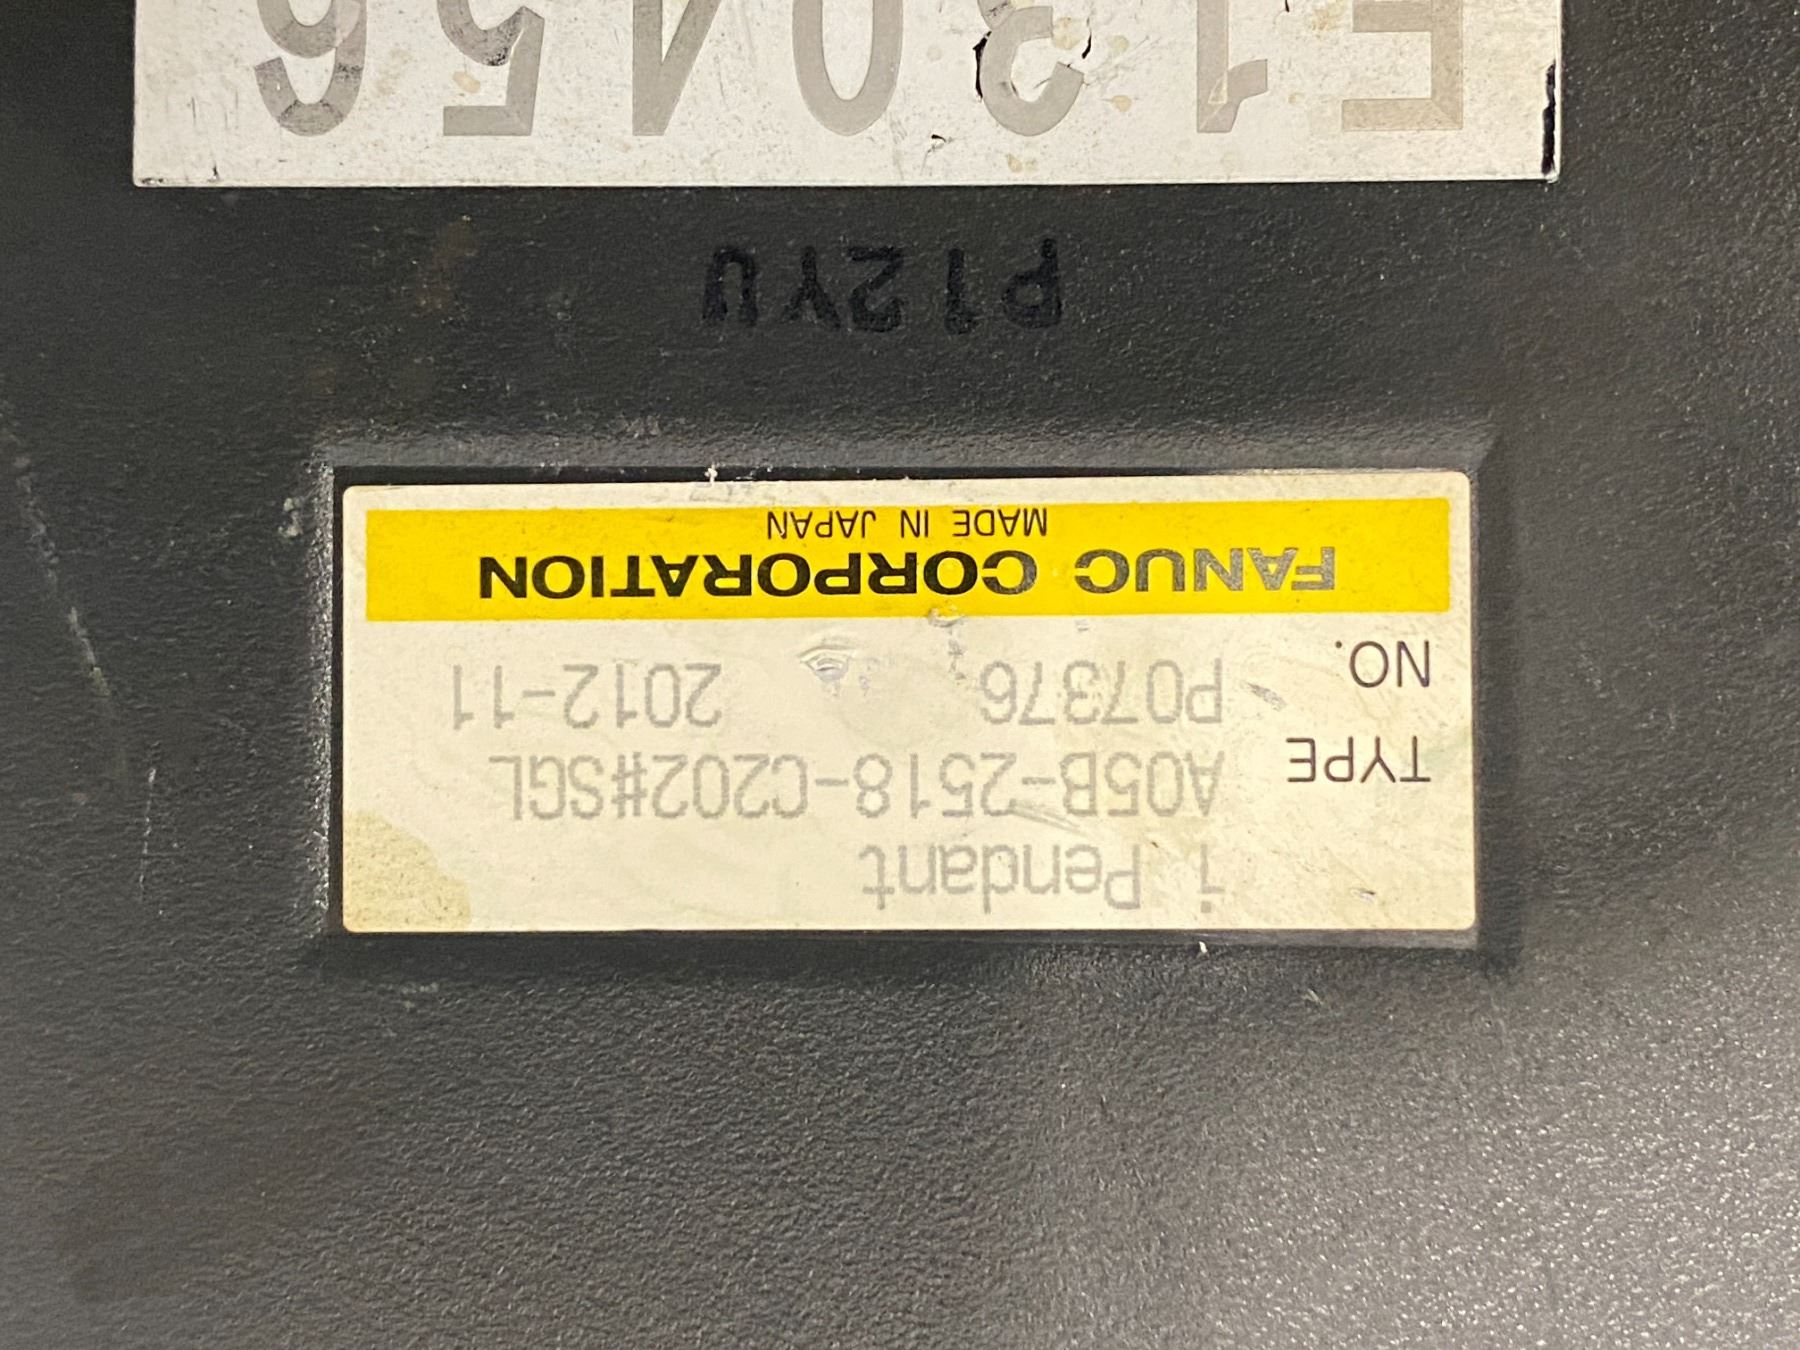 i Pendant
TYPE A05B-2518-C202#SGL
NO. P07376 2012-11
FANUC CORPORATION
MADE IN JAPAN
P12YU
E130456